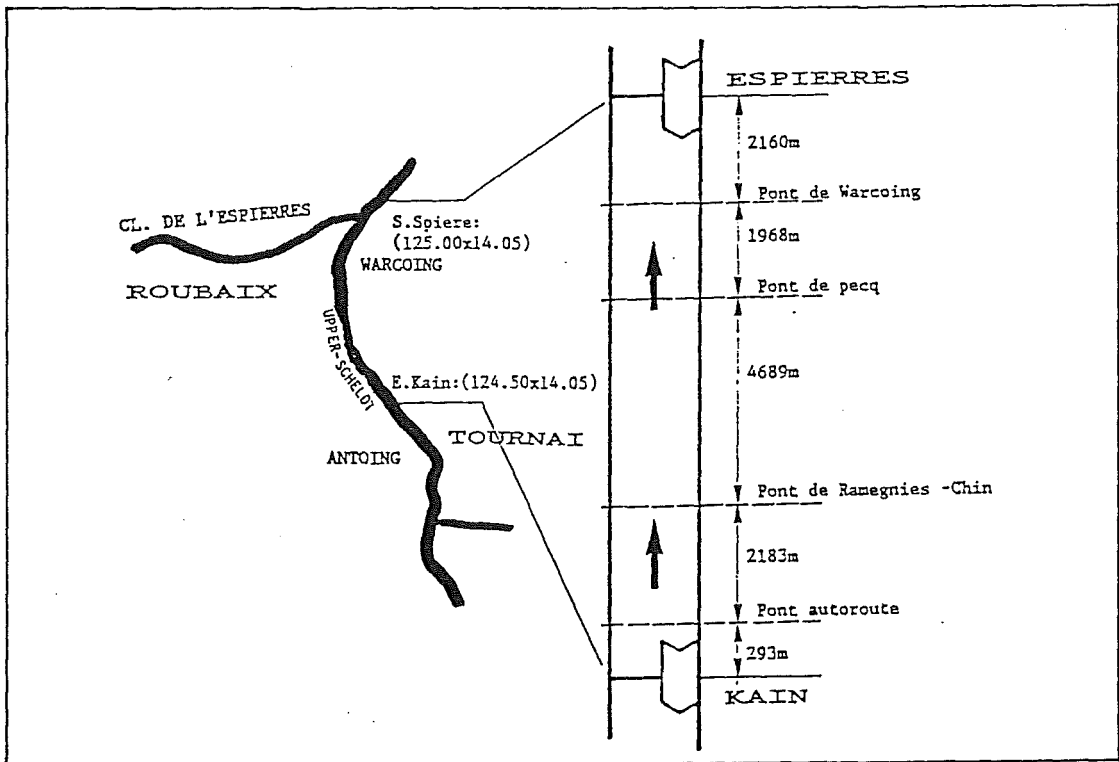 CL. DE L'ESPIERRES
ROUBAIX
S.Spiere:
(125.00x14.05)
WARCOING
UPPER-SCHELDT
E.Kain:(124.50x14.05)
TOURNAI
ANTOING
ESPIERRES
2160m
Pont de Warcoing
1968m
Pont de pecq
4689m
Pont de Ramegnies -Chin
2183m
Pont autoroute
293m
KAIN